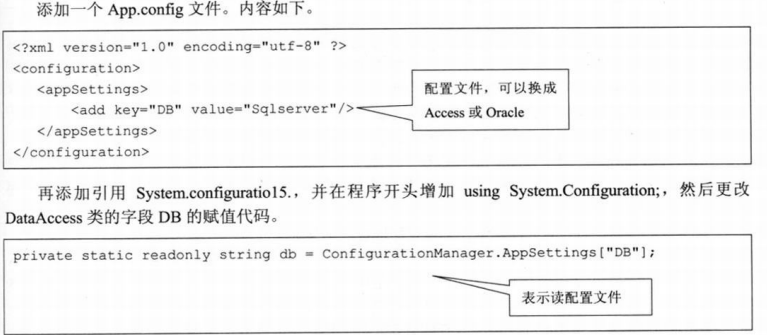 添加一个 App.config 文件。内容如下。
<?xml version="1.0" encoding="utf-8" ?>
<configuration>
<appSettings>
<add key="DB" value="Sqlserver"/>
</appSettings>
</configuration>
配置文件，可以换成
Access 或 Oracle
再添加引用 System.configuratio15.，并在程序开头增加 using System.Configuration;，然后更改
DataAccess 类的字段 DB 的赋值代码。
private static readonly string db = ConfigurationManager.AppSettings["DB"];
表示读配置文件